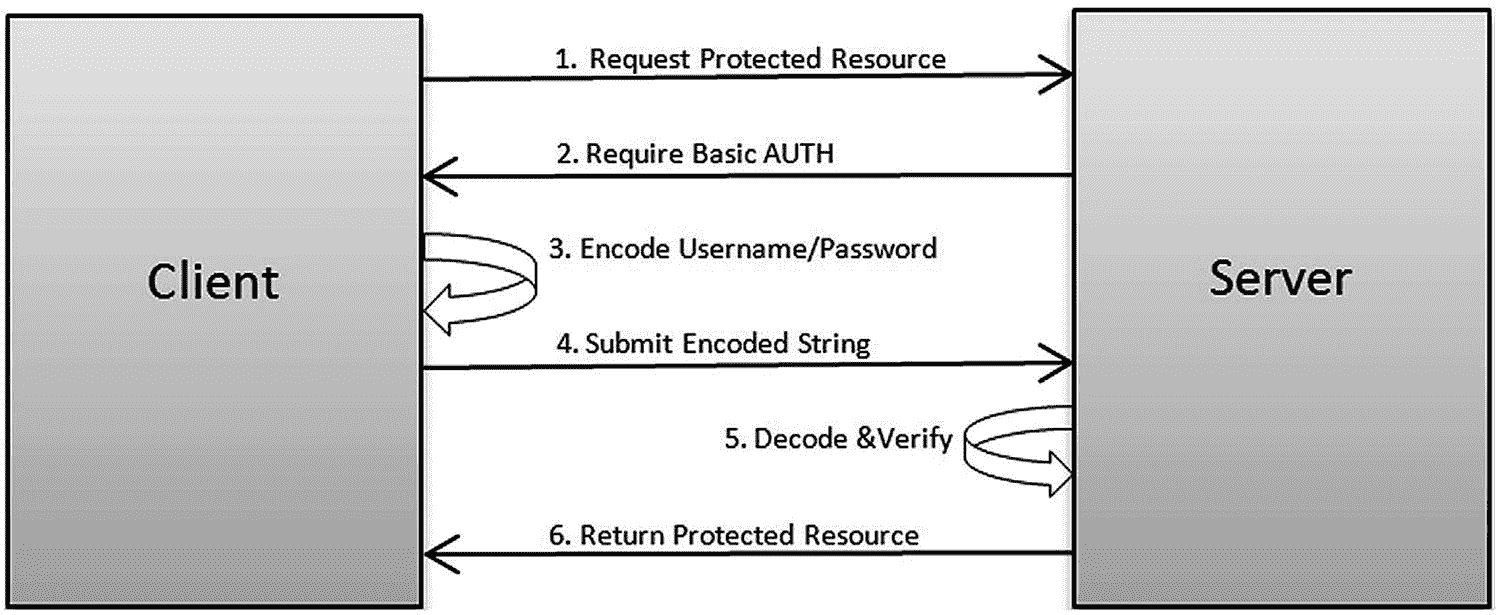 1. Request Protected Resource
2. Require Basic AUTH
Client
3. Encode Username/Password
Server
4. Submit Encoded String
5. Decode &Verify
6. Return Protected Resource